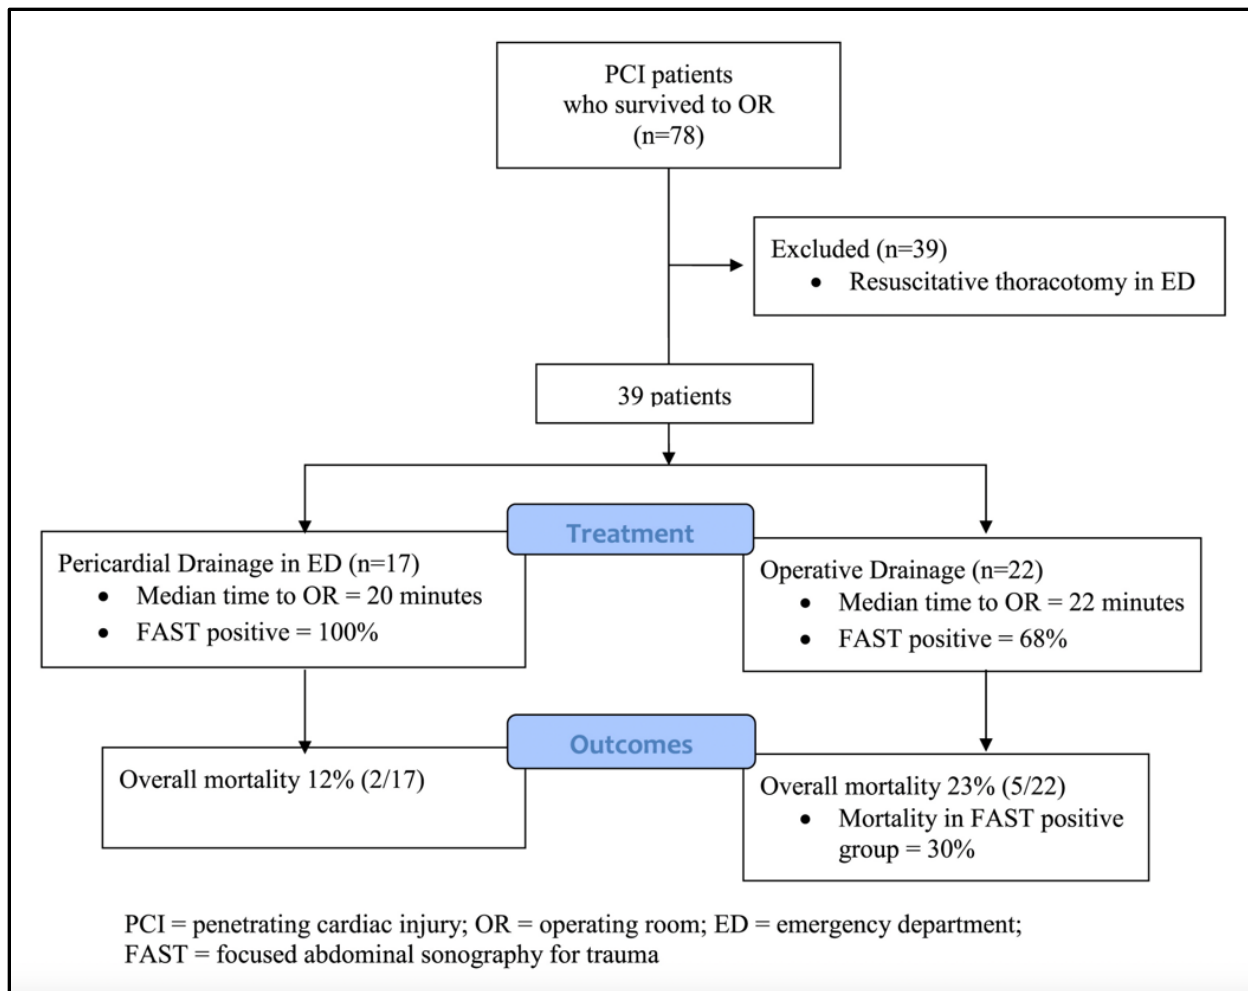 PCI patients
who survived to OR
(n=78)
Excluded (n=39)
• Resuscitative thoracotomy in ED
39 patients
Treatment
Pericardial Drainage in ED (n=17)
• Median time to OR = 20 minutes
• FAST positive = 100%
Operative Drainage (n=22)
• Median time to OR = 22 minutes
• FAST positive = 68%
Outcomes
Overall mortality 12% (2/17)
Overall mortality 23% (5/22)
• Mortality in FAST positive
group = 30%
PCI = penetrating cardiac injury; OR = operating room; ED = emergency department;
FAST = focused abdominal sonography for trauma